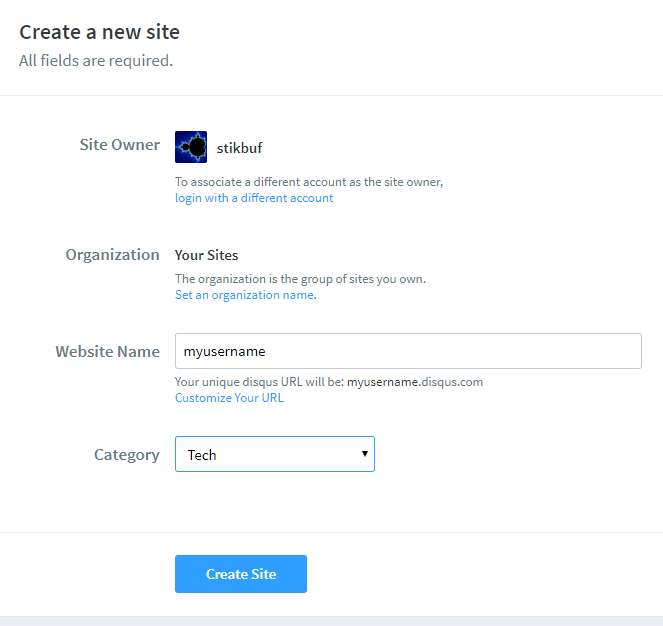 Create a new site
All fields are required.
Site Owner
stikbuf
To associate a different account as the site owner,
login with a different account
Organization
Your Sites
The organization is the group of sites you own.
Set an organization name.
Website Name
myusername
Your unique disqus URL will be: myusername.disqus.com
Customize Your URL
Category
Tech
Create Site